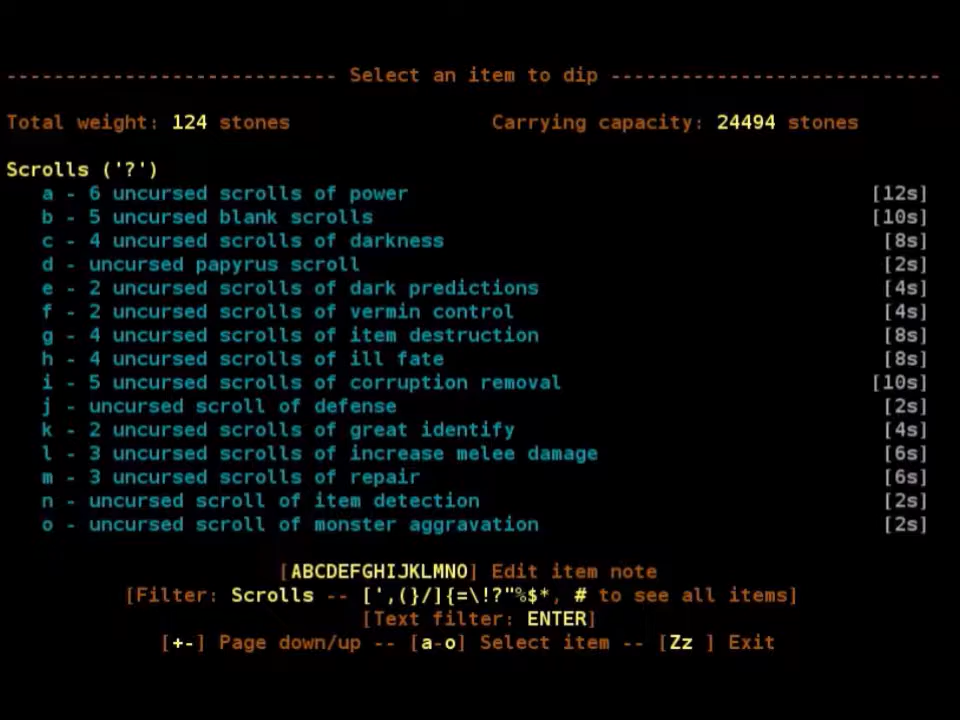 ---------------------------- Select an item to dip ----------------------------
Total weight: 124 stones Carrying capacity: 24494 stones
Scrolls ('?')
a - 6 uncursed scrolls of power [12s]
b - 5 uncursed blank scrolls [10s]
c - 4 uncursed scrolls of darkness [8s]
d - uncursed papyrus scroll [2s]
e - 2 uncursed scrolls of dark predictions [4s]
f - 2 uncursed scrolls of vermin control [4s]
g - 4 uncursed scrolls of item destruction [8s]
h - 4 uncursed scrolls of ill fate [8s]
i - 5 uncursed scrolls of corruption removal [10s]
j - uncursed scroll of defense [2s]
k - 2 uncursed scrolls of great identify [4s]
l - 3 uncursed scrolls of increase melee damage [6s]
m - 3 uncursed scrolls of repair [6s]
n - uncursed scroll of item detection [2s]
o - uncursed scroll of monster aggravation [2s]
[ABCDEFGHIJKLMNO] Edit item note
[Filter: Scrolls -- [',(}/]{=\!?"%$*, # to see all items]
[Text filter: ENTER]
[+-] Page down/up -- [a-o] Select item -- [Zz ] Exit